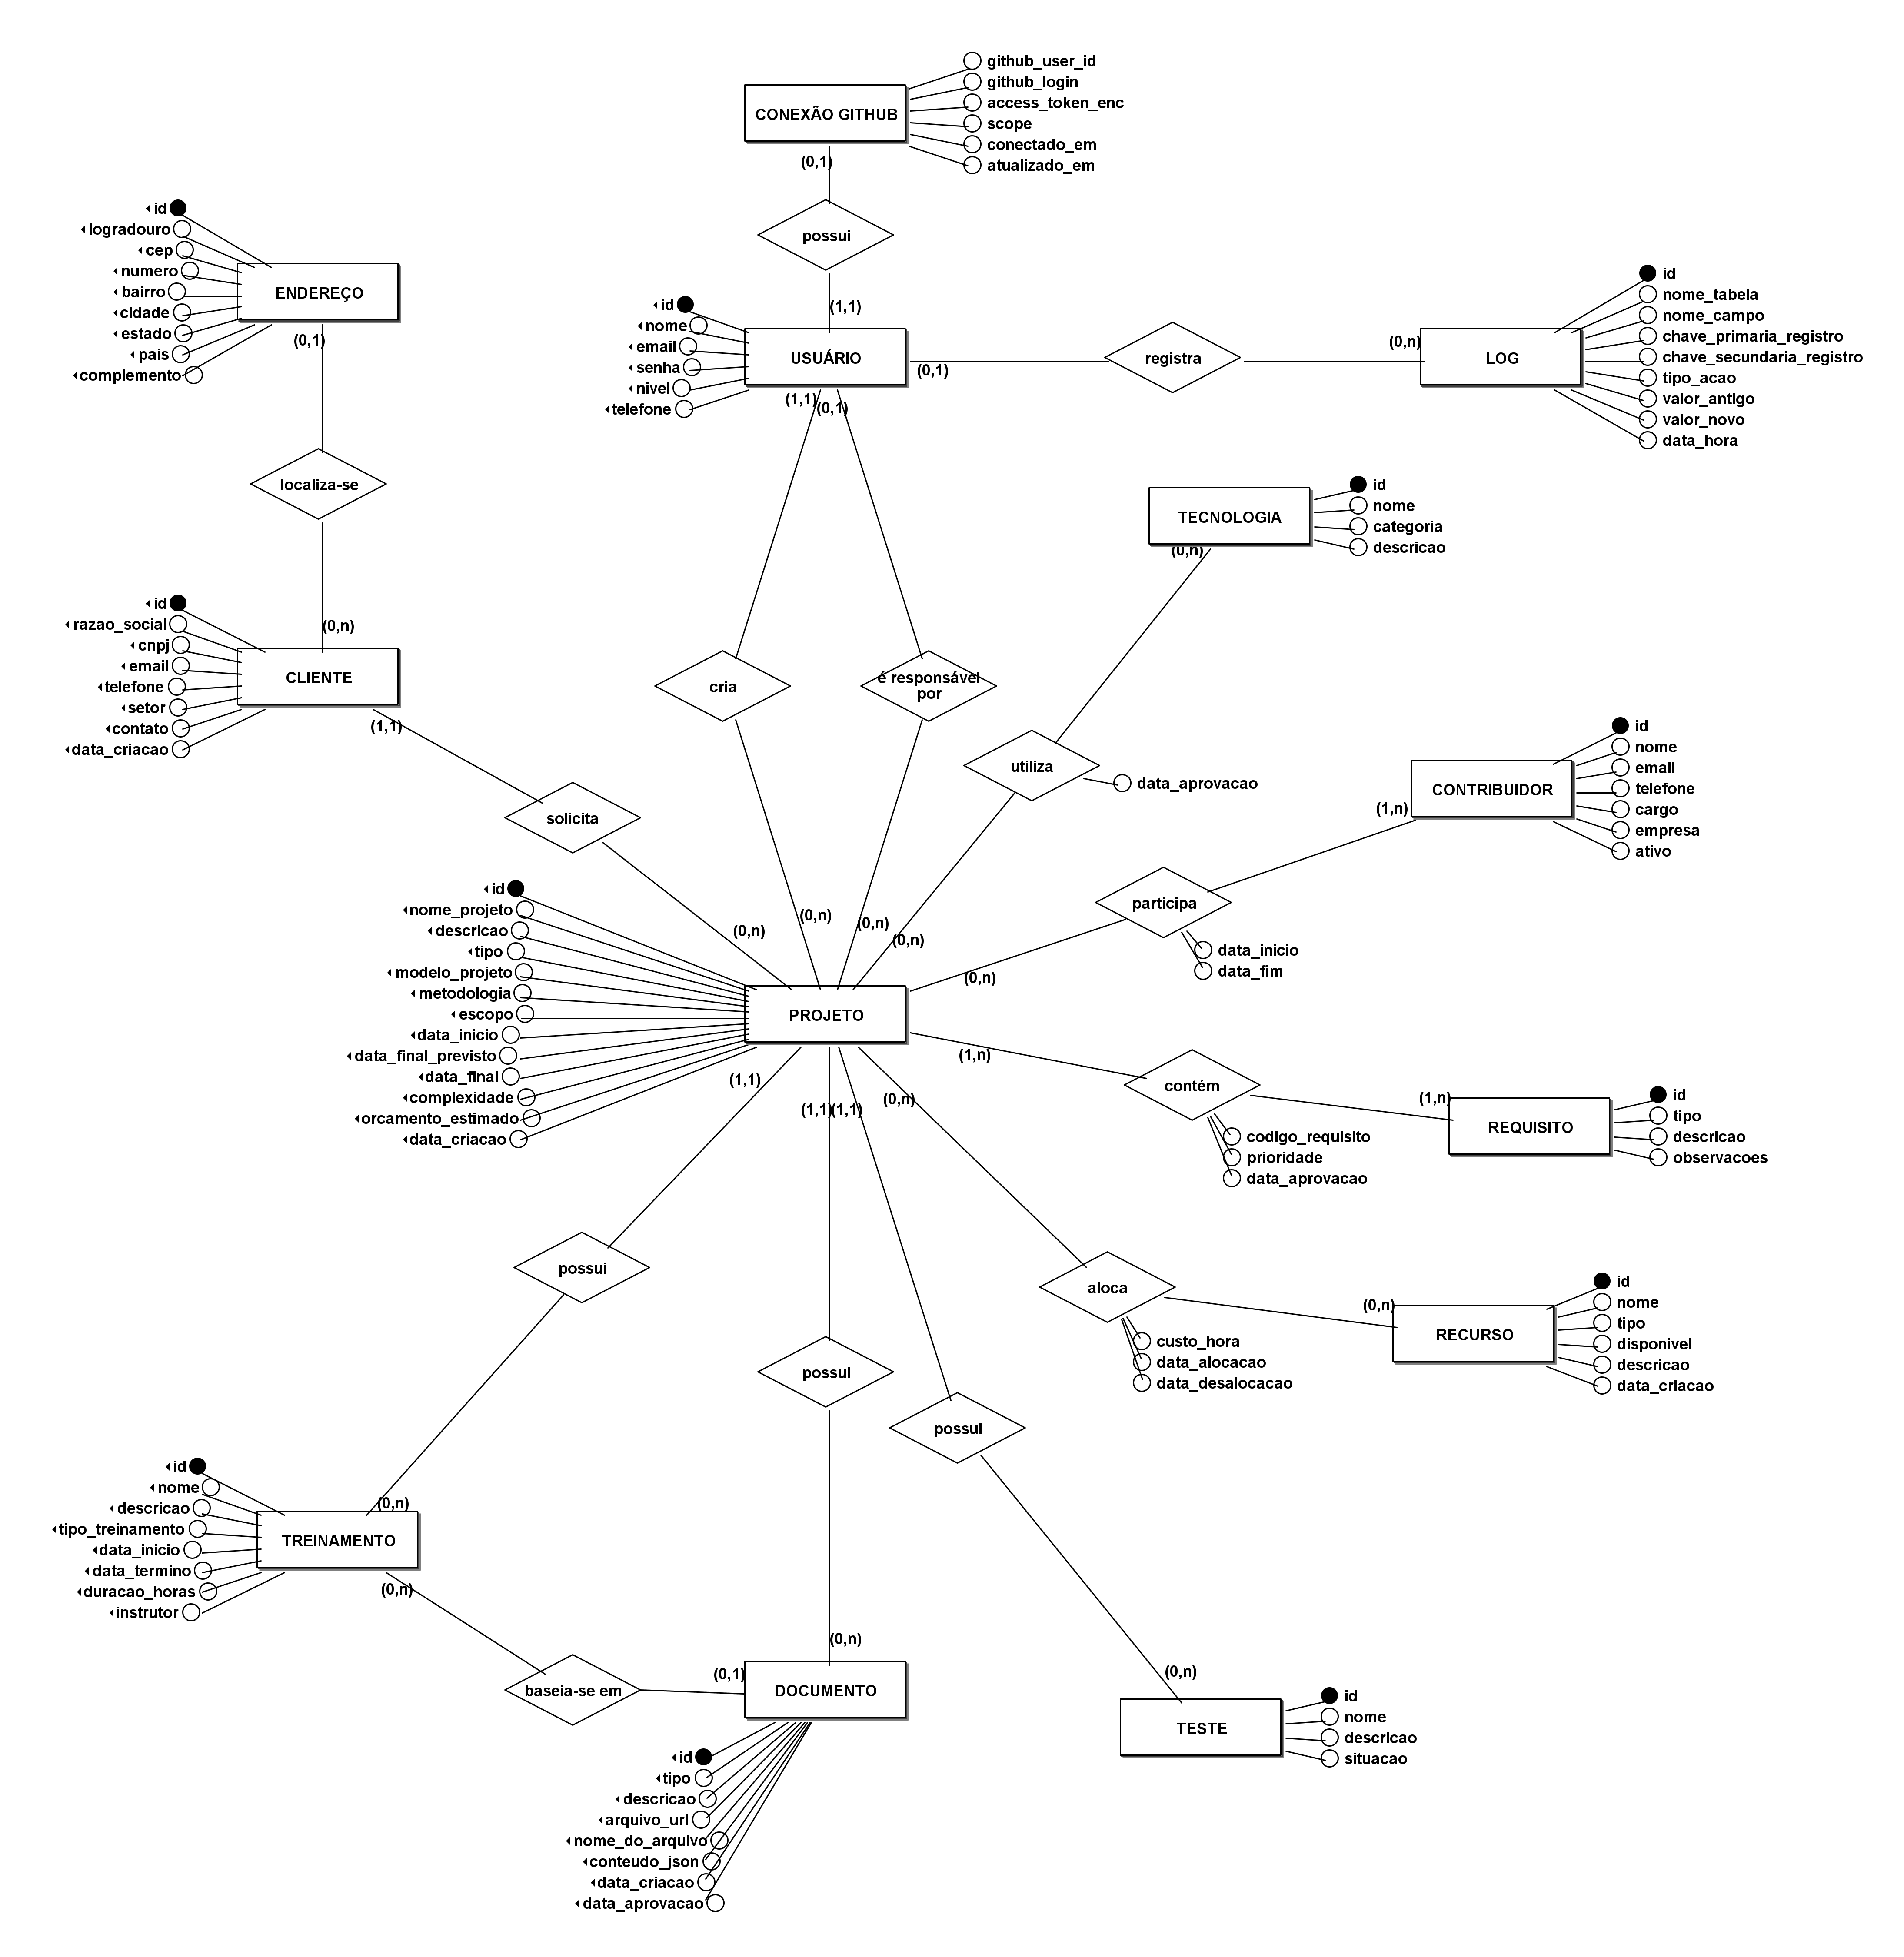 CONEXÃO GITHUB
github_user_id
github_login
access_token_enc
scope
conectado_em
atualizado_em
(0,1)
possui
(1,1)
id
logradouro
cep
numero
bairro
cidade
estado
pais
complemento
ENDEREÇO
(0,1)
localiza-se
(0,n)
id
nome
email
senha
nivel
telefone
USUÁRIO
(0,1)
registra
(0,n)
LOG
id
nome_tabela
nome_campo
chave_primaria_registro
chave_secundaria_registro
tipo_acao
valor_antigo
valor_novo
data_hora
(1,1)
(0,1)
TECNOLOGIA
id
nome
categoria
descricao
(0,n)
id
razao_social
cnpj
email
telefone
setor
contato
data_criacao
CLIENTE
(1,1)
solicita
(0,n)
cria
(0,n)
é responsável
por
(0,n)
utiliza
data_aprovacao
(0,n)
CONTRIBUIDOR
id
nome
email
telefone
cargo
empresa
ativo
(1,n)
participa
data_inicio
data_fim
(0,n)
id
nome_projeto
descricao
tipo
modelo_projeto
metodologia
escopo
data_inicio
data_final_previsto
data_final
complexidade
orcamento_estimado
data_criacao
PROJETO
(1,n)
contém
codigo_requisito
prioridade
data_aprovacao
(1,n)
REQUISITO
id
tipo
descricao
observacoes
(1,1)
(1,1)
(1,1)
(0,n)
possui
aloca
custo_hora
data_alocacao
data_desalocacao
(0,n)
RECURSO
id
nome
tipo
disponivel
descricao
data_criacao
possui
possui
(0,n)
id
nome
descricao
tipo_treinamento
data_inicio
data_termino
duracao_horas
instrutor
TREINAMENTO
(0,n)
baseia-se em
(0,1)
(0,n)
DOCUMENTO
id
tipo
descricao
arquivo_url
nome_do_arquivo
conteudo_json
data_criacao
data_aprovacao
(0,n)
TESTE
id
nome
descricao
situacao